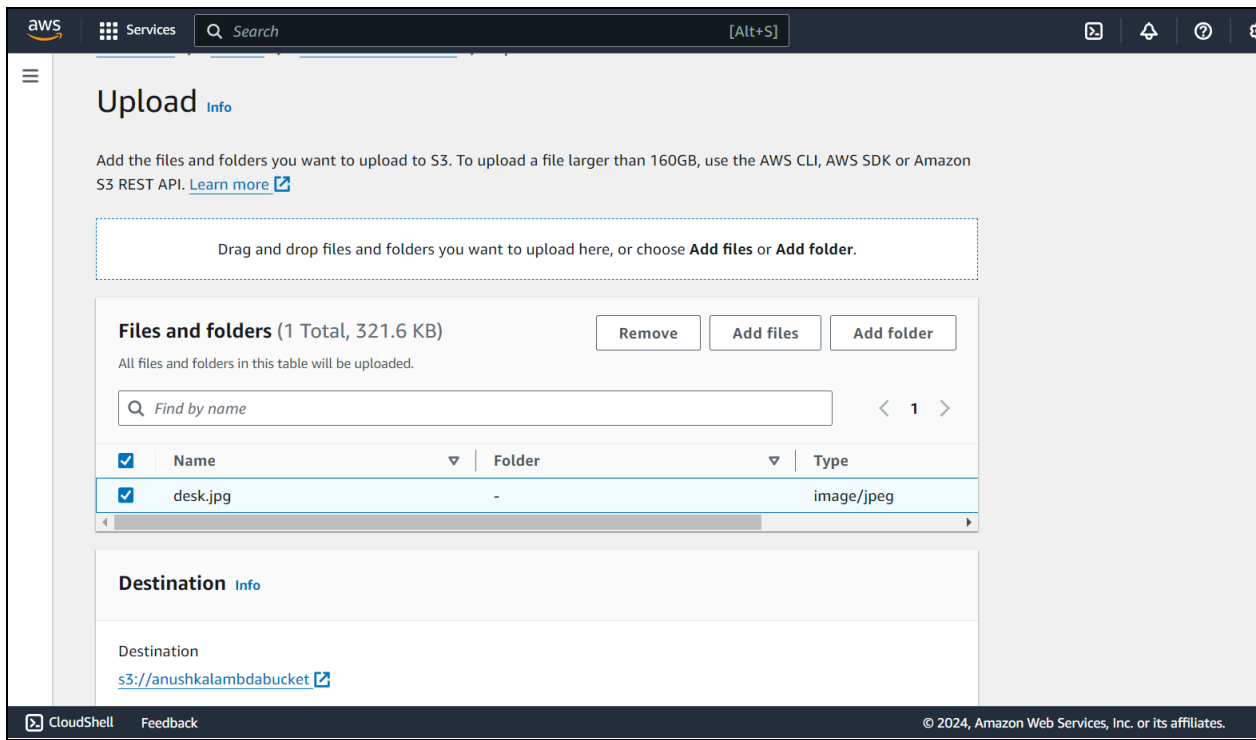 aws
Services
Search
[Alt+S]
Upload Info
Add the files and folders you want to upload to S3. To upload a file larger than 160GB, use the AWS CLI, AWS SDK or Amazon
S3 REST API. Learn more
Drag and drop files and folders you want to upload here, or choose Add files or Add folder.
Files and folders (1 Total, 321.6 KB)
Remove
Add files
Add folder
All files and folders in this table will be uploaded.
Find by name
1
Name
Folder
Type
desk.jpg
-
image/jpeg
Destination Info
Destination
s3://anushkalambdabucket
CloudShell
Feedback
© 2024, Amazon Web Services, Inc. or its affiliates.